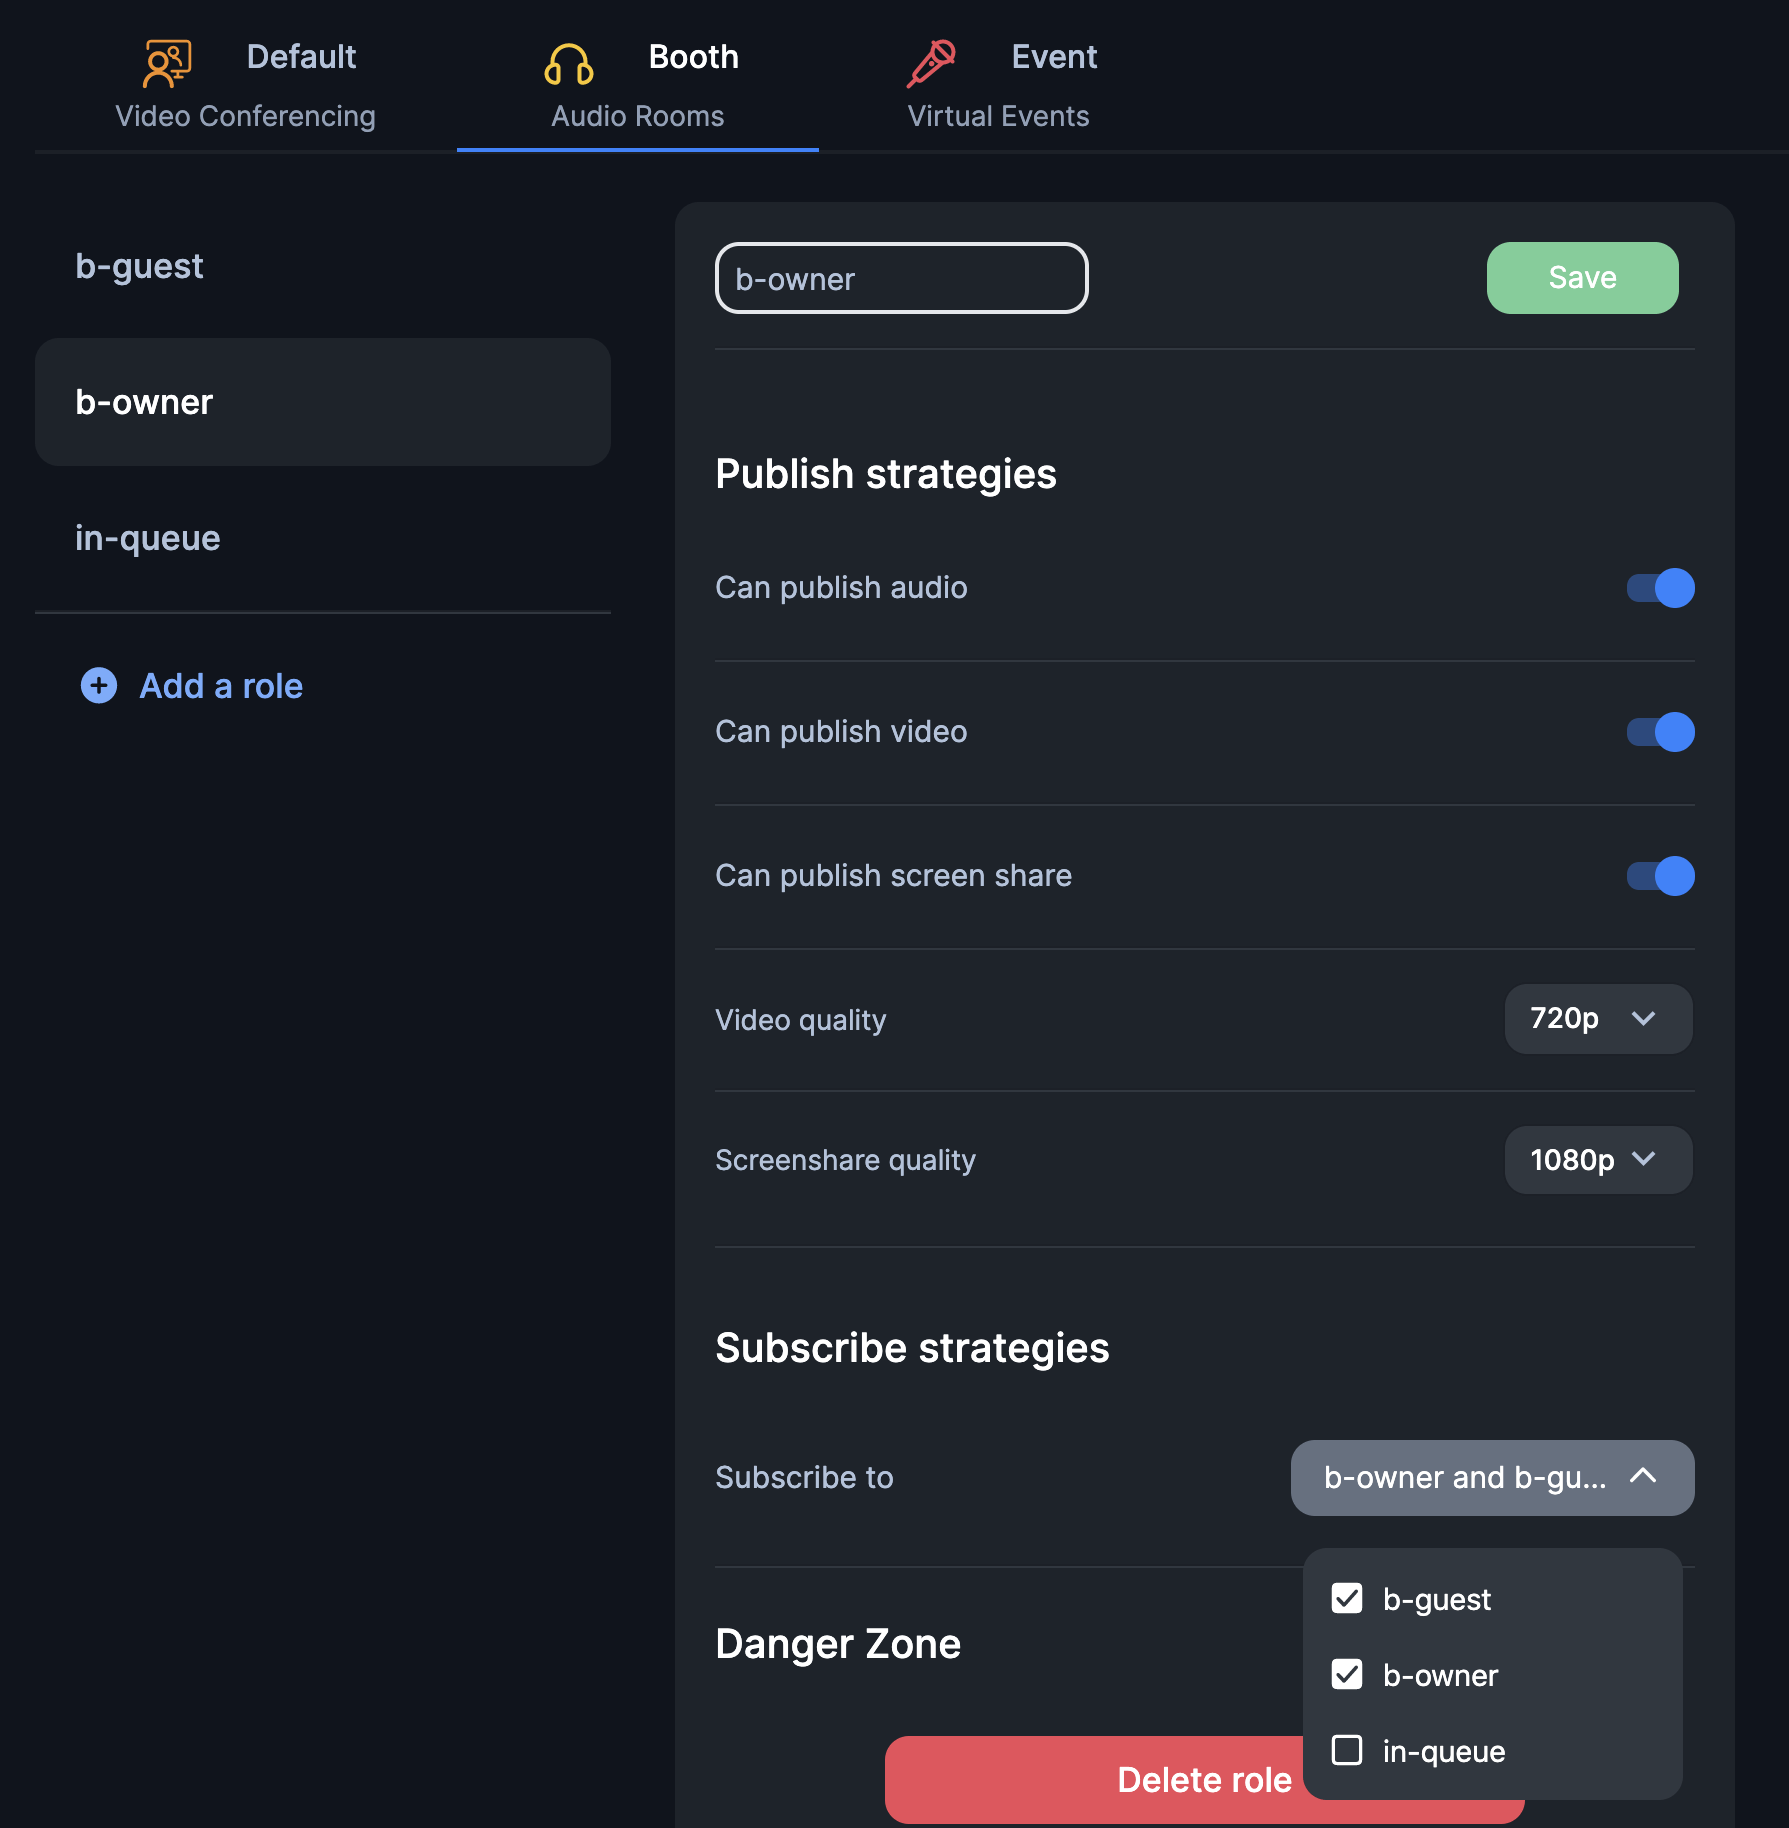 Default
Video Conferencing
Booth
Audio Rooms
Event
Virtual Events
b-guest
b-owner
in-queue
Add a role
b-owner
Save
Publish strategies
Can publish audio
Can publish video
Can publish screen share
Video quality
720p
Screenshare quality
1080p
Subscribe strategies
Subscribe to
b-owner and b-gu...
b-guest
b-owner
in-queue
Danger Zone
Delete role